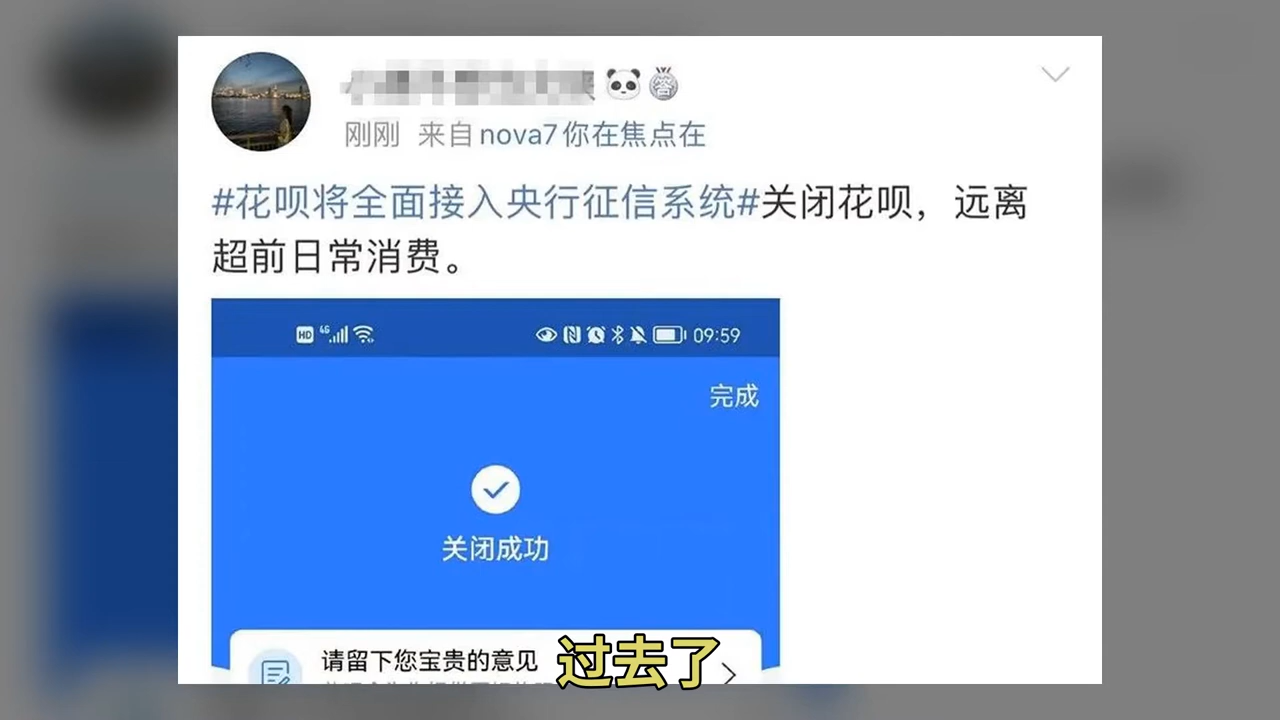 刚刚 来自nova7你在焦点在
#花呗将全面接入央行征信系统#关闭花呗，远离
超前日常消费。
HD 4G 09:59
完成
关闭成功
请留下您宝贵的意见
过去了